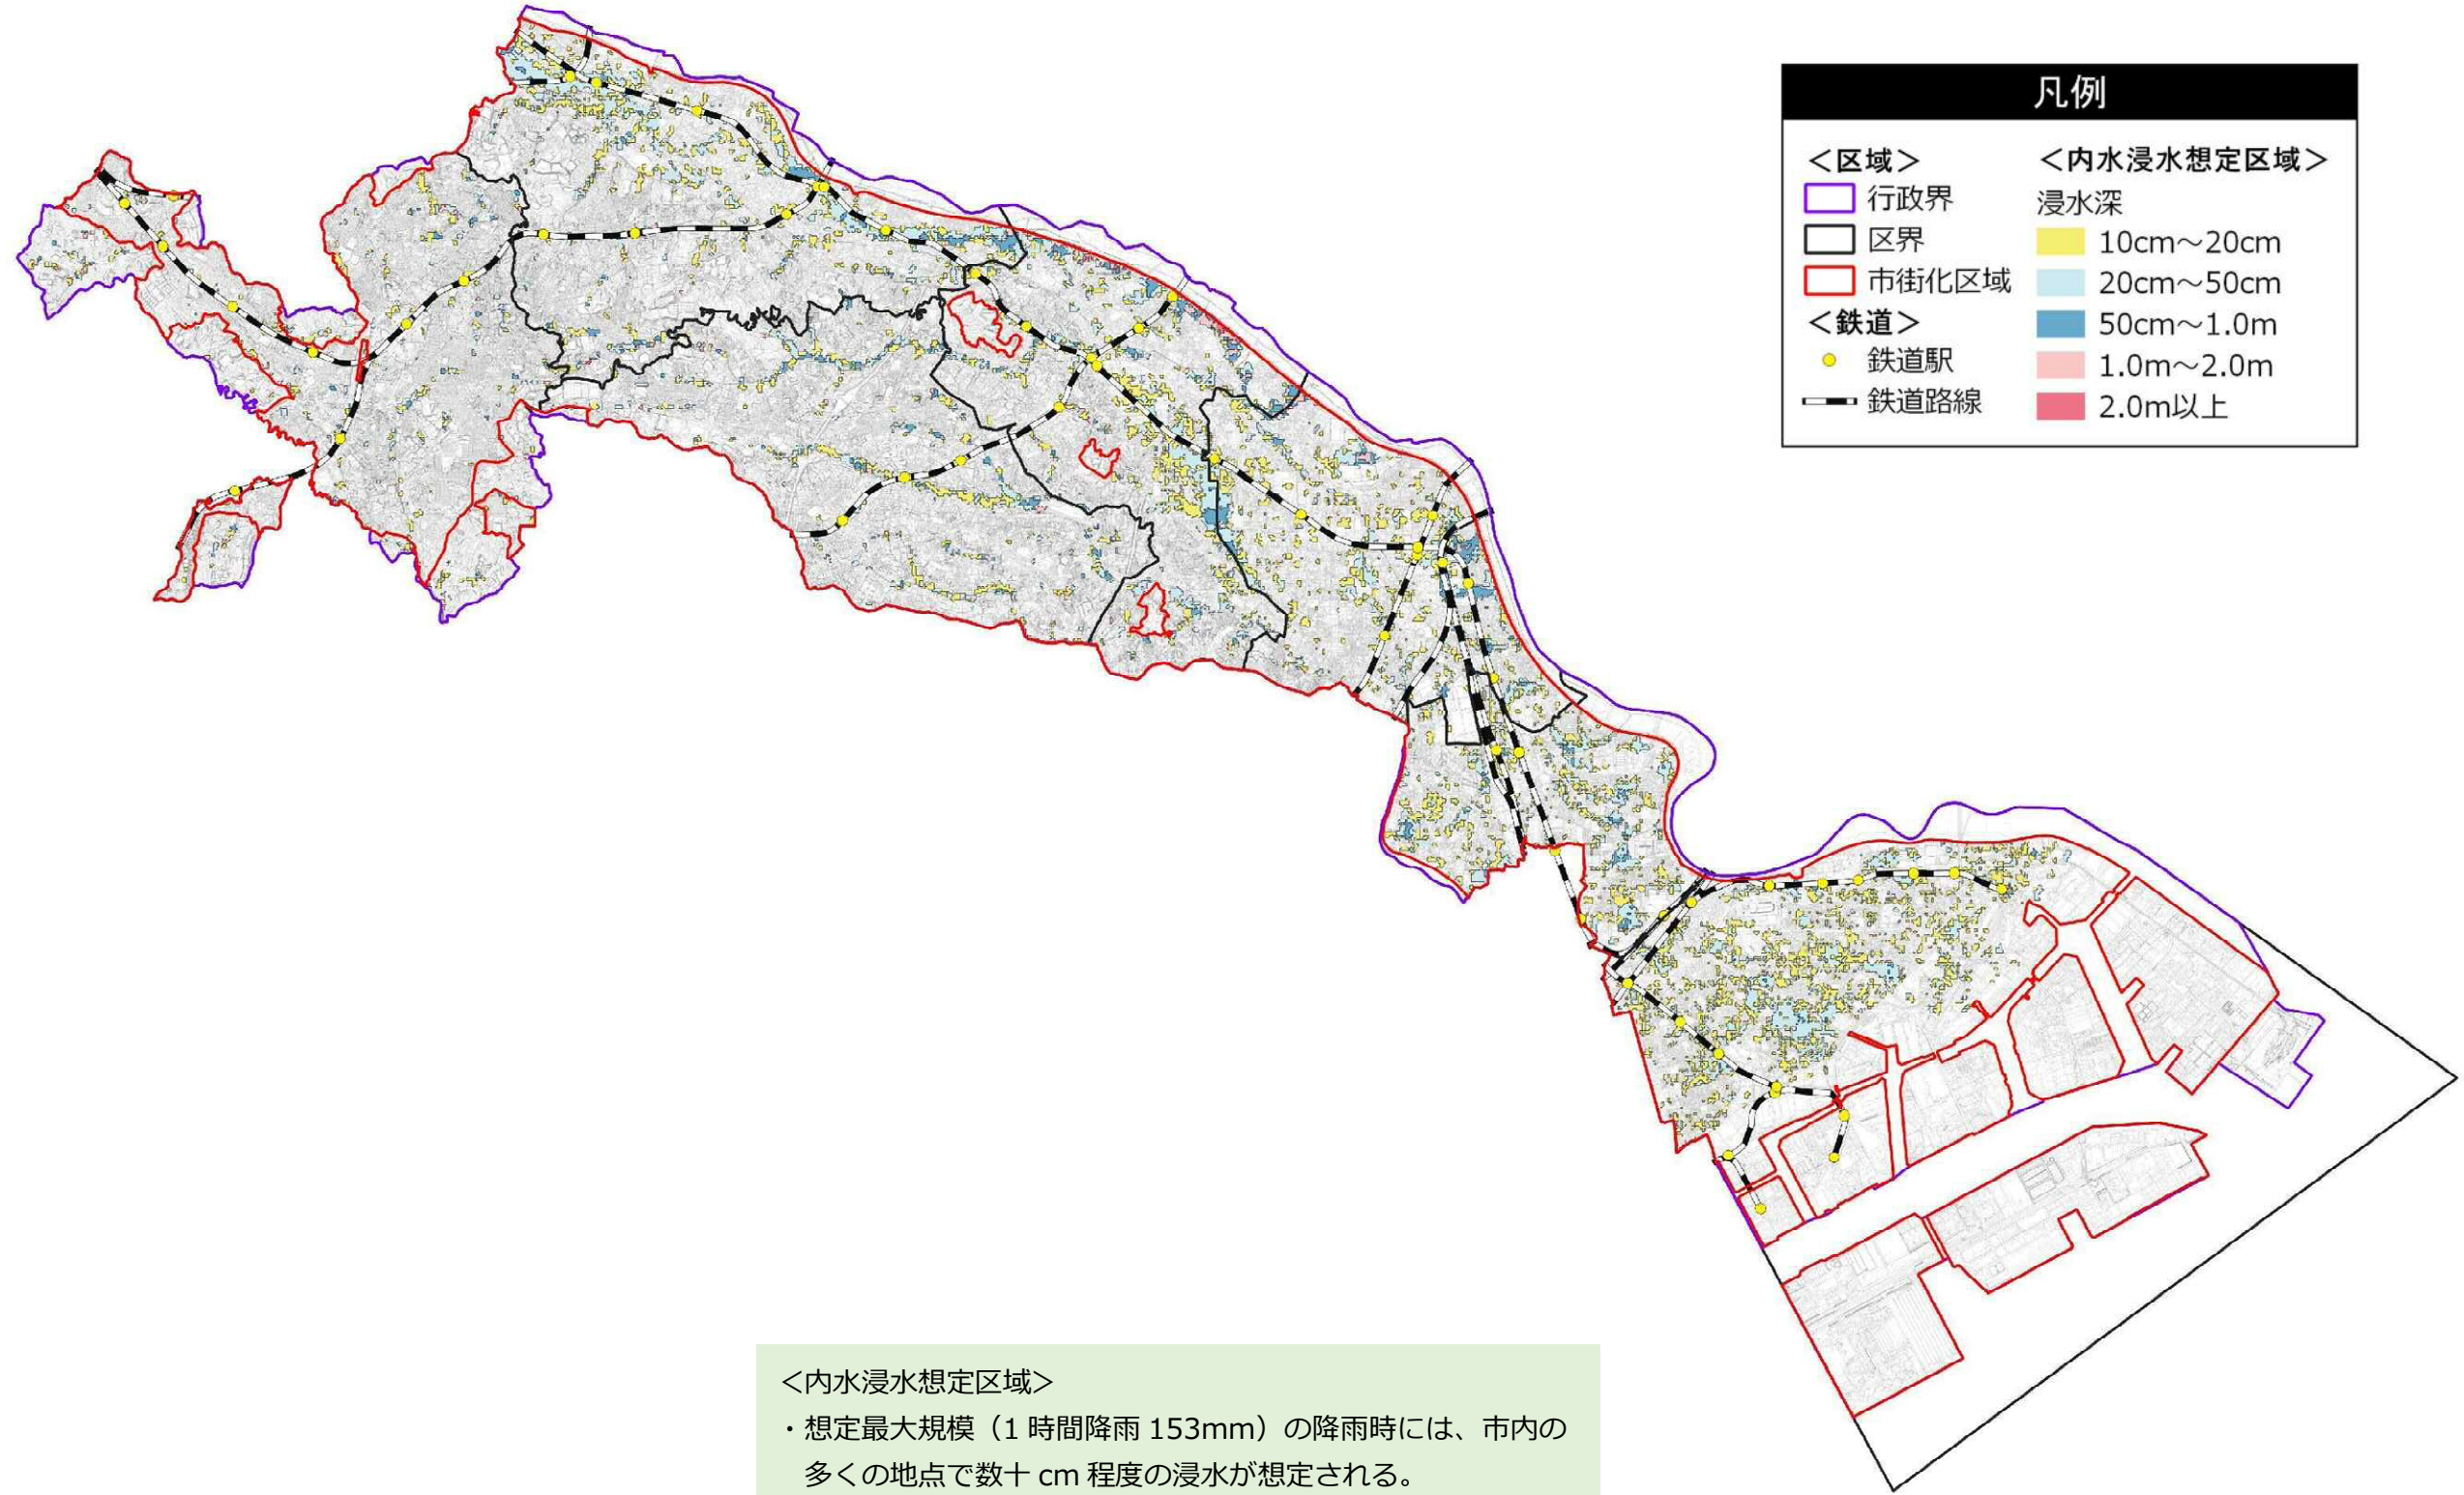 凡例
<区域>
行政界
区界
市街化区域
<鉄道>
鉄道駅
鉄道路線
<内水浸水想定区域>
浸水深
10cm～20cm
20cm～50cm
50cm～1.0m
1.0m～2.0m
2.0m以上
<内水浸水想定区域>
・想定最大規模（1 時間降雨 153mm）の降雨時には、市内の
多くの地点で数十 cm 程度の浸水が想定される。